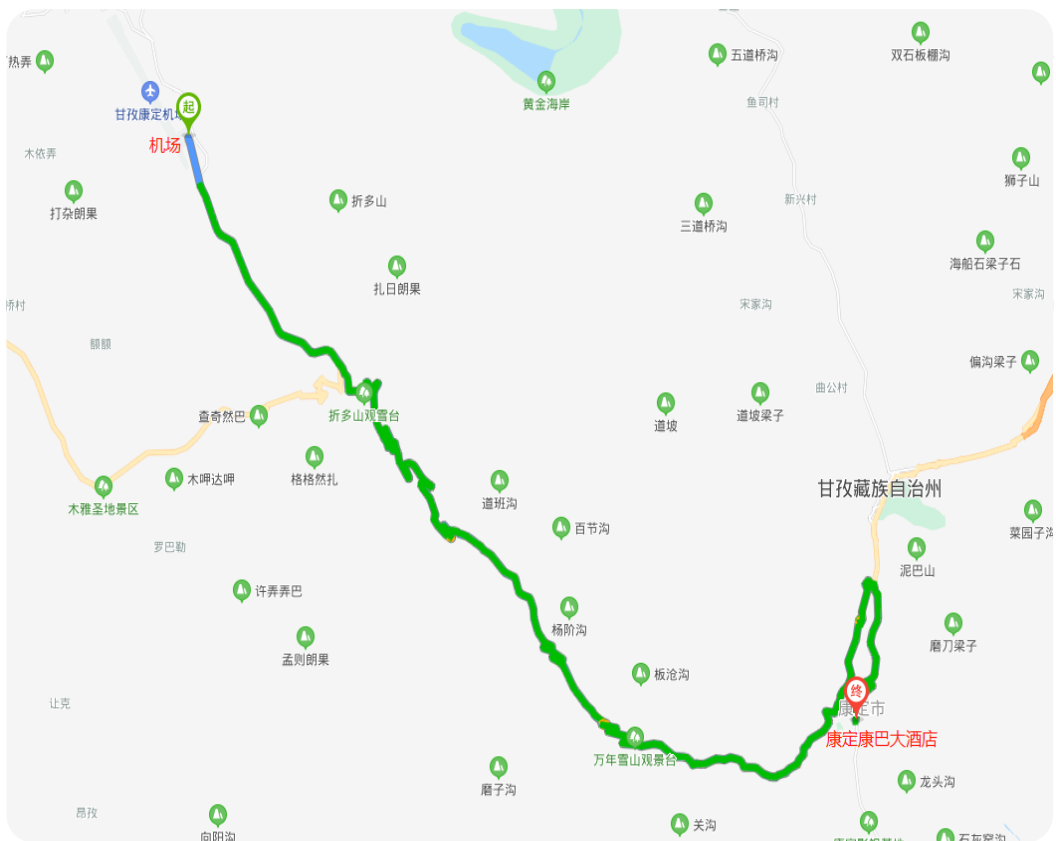 热弄
五道桥沟
双石板棚沟
甘孜康定机场
起
黄金海岸
鱼司村
机场
木依弄
狮子山
打杂朗果
折多山
新兴村
三道桥沟
海船石梁子石
扎日朗果
宋家沟
宋家沟
桥村
额额
偏沟梁子
曲公村
查奇然巴
折多山观雪台
道坡
道坡梁子
木呷达呷
格格然扎
甘孜藏族自治州
木雅圣地景区
道班沟
百节沟
菜园子沟
罗巴勒
泥巴山
许弄弄巴
杨阶沟
磨刀梁子
孟则朗果
板沧沟
让克
终
康定市
康定康巴大酒店
万年雪山观景台
磨子沟
龙头沟
昂孜
向阳沟
关沟
石灰窑沟